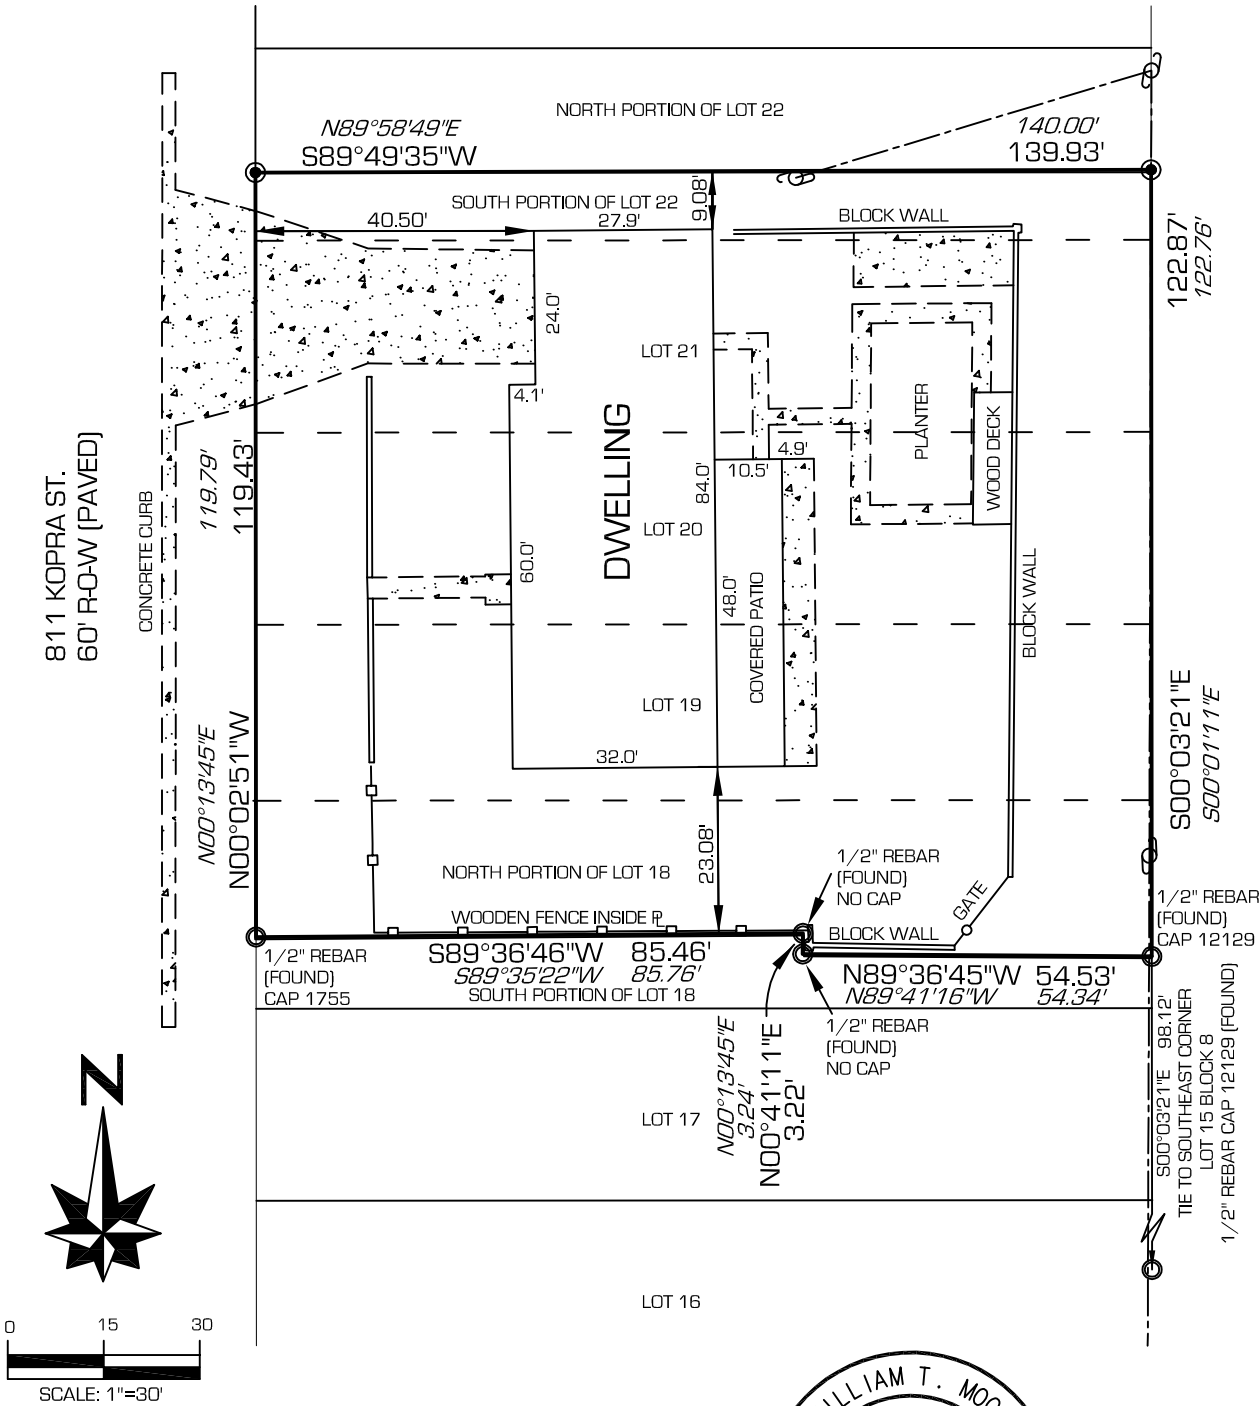 NORTH PORTION OF LOT 22
N89°58'49"E
S89°49'35"W
140.00'
139.93'
SOUTH PORTION OF LOT 22
40.50'
27.9'
9.08'
BLOCK WALL
122.87'
122.76'
24.0'
LOT 21
4.1'
DWELLING
PLANTER
WOOD DECK
4.9'
10.5'
84.0'
119.79'
119.43'
811 KOPRA ST.
60' R-O-W (PAVED)
CONCRETE CURB
LOT 20
60.0'
48.0'
COVERED PATIO
BLOCK WALL
LOT 19
32.0'
N00°13'45"E
N00°02'51"W
S00°03'21"E
S00°01'11"E
23.08'
NORTH PORTION OF LOT 18
1/2" REBAR
(FOUND)
NO CAP
GATE
WOODEN FENCE INSIDE PL
BLOCK WALL
1/2" REBAR
(FOUND)
CAP 12129
1/2" REBAR
(FOUND)
CAP 1755
S89°36'46"W 85.46'
S89°35'22"W 85.76'
SOUTH PORTION OF LOT 18
N89°36'45"W 54.53'
N89°41'16"W 54.34'
1/2" REBAR
(FOUND)
NO CAP
N00°13'45"E
3.24'
N00°41'11"E
3.22'
S00°03'21"E 98.12'
TIE TO SOUTHEAST CORNER
LOT 15 BLOCK 8
1/2" REBAR CAP 12129 (FOUND)
LOT 17
N
LOT 16
0 15 30
SCALE: 1"=30'
ILLIAM T. MOO